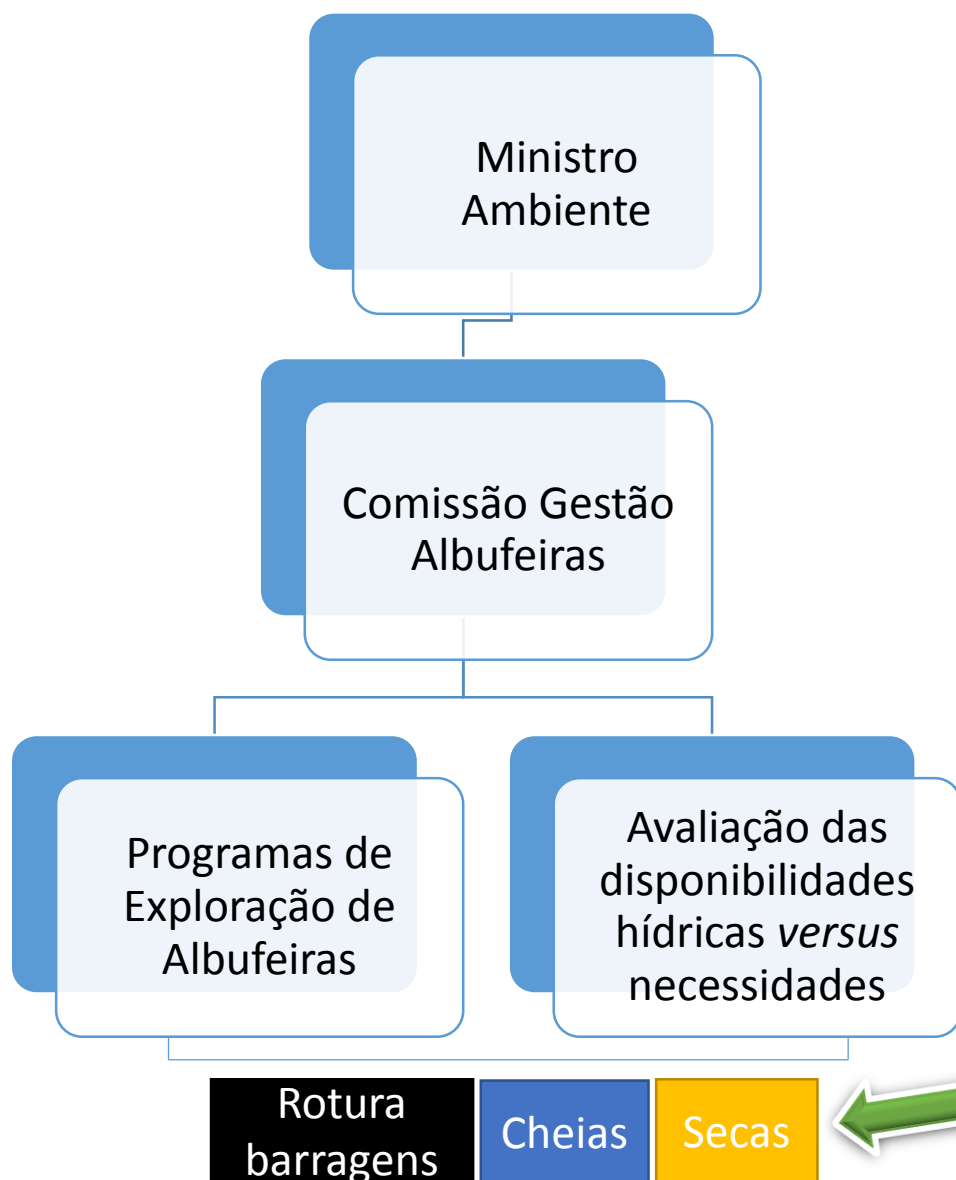 Ministro
Ambiente
Comissão Gestão
Albufeiras
Programas de
Exploração de
Albufeiras
Avaliação das
disponibilidades
hídricas versus
necessidades
Rotura
barragens
Cheias
Secas